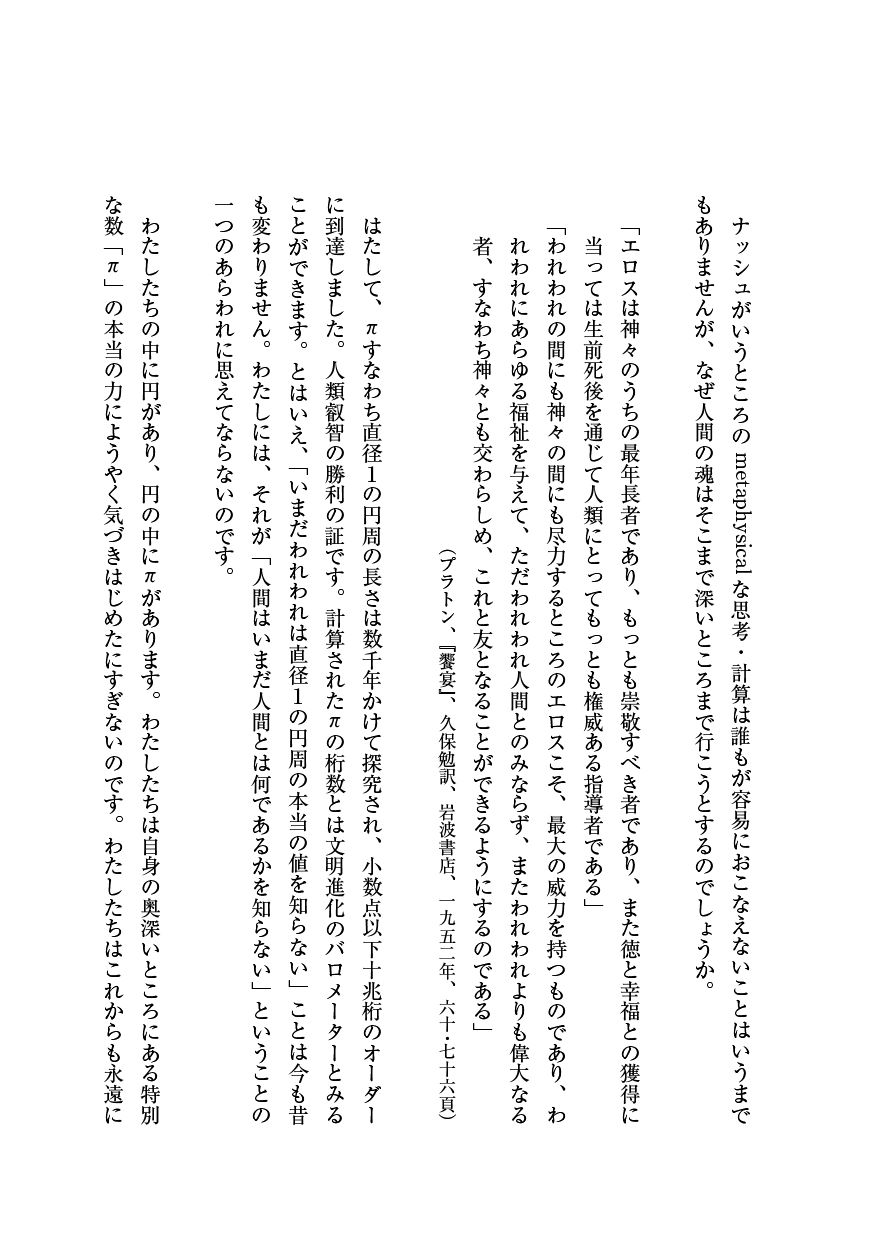 ナッシュがいうところの metaphysical な思考・計算は誰もが容易におこなえないことはいうまで
もありませんが、なぜ人間の魂はそこまで深いところまで行こうとするのでしょうか。
「エロスは神々のうちの最年長者であり、もっとも崇敬すべき者であり、また徳と幸福との獲得に
当っては生前死後を通じて人類にとってもっとも権威ある指導者である」
「われわれの間にも神々の間にも尽力するところのエロスこそ、最大の威力を持つものであり、わ
れわれにあらゆる福祉を与えて、ただわれわれ人間とのみならず、またわれわれよりも偉大なる
者、すなわち神々とも交わらしめ、これと友となることができるようにするのである」
（プラトン、『饗宴』、久保勉訳、岩波書店、一九五二年、六十・七十六頁）
はたして、πすなわち直径１の円周の長さは数千年かけて探究され、小数点以下十兆桁のオーダー
に到達しました。人類叡智の勝利の証です。計算されたπの桁数とは文明進化のバロメーターとみる
ことができます。とはいえ、「いまだわれわれは直径１の円周の本当の値を知らない」ことは今も昔
も変わりません。わたしには、それが「人間はいまだ人間とは何であるかを知らない」ということの
一つのあらわれに思えてならないのです。
わたしたちの中に円があり、円の中にπがあります。わたしたちは自身の奥深いところにある特別
な数「π」の本当の力にようやく気づきはじめたにすぎないのです。わたしたちはこれからも永遠に